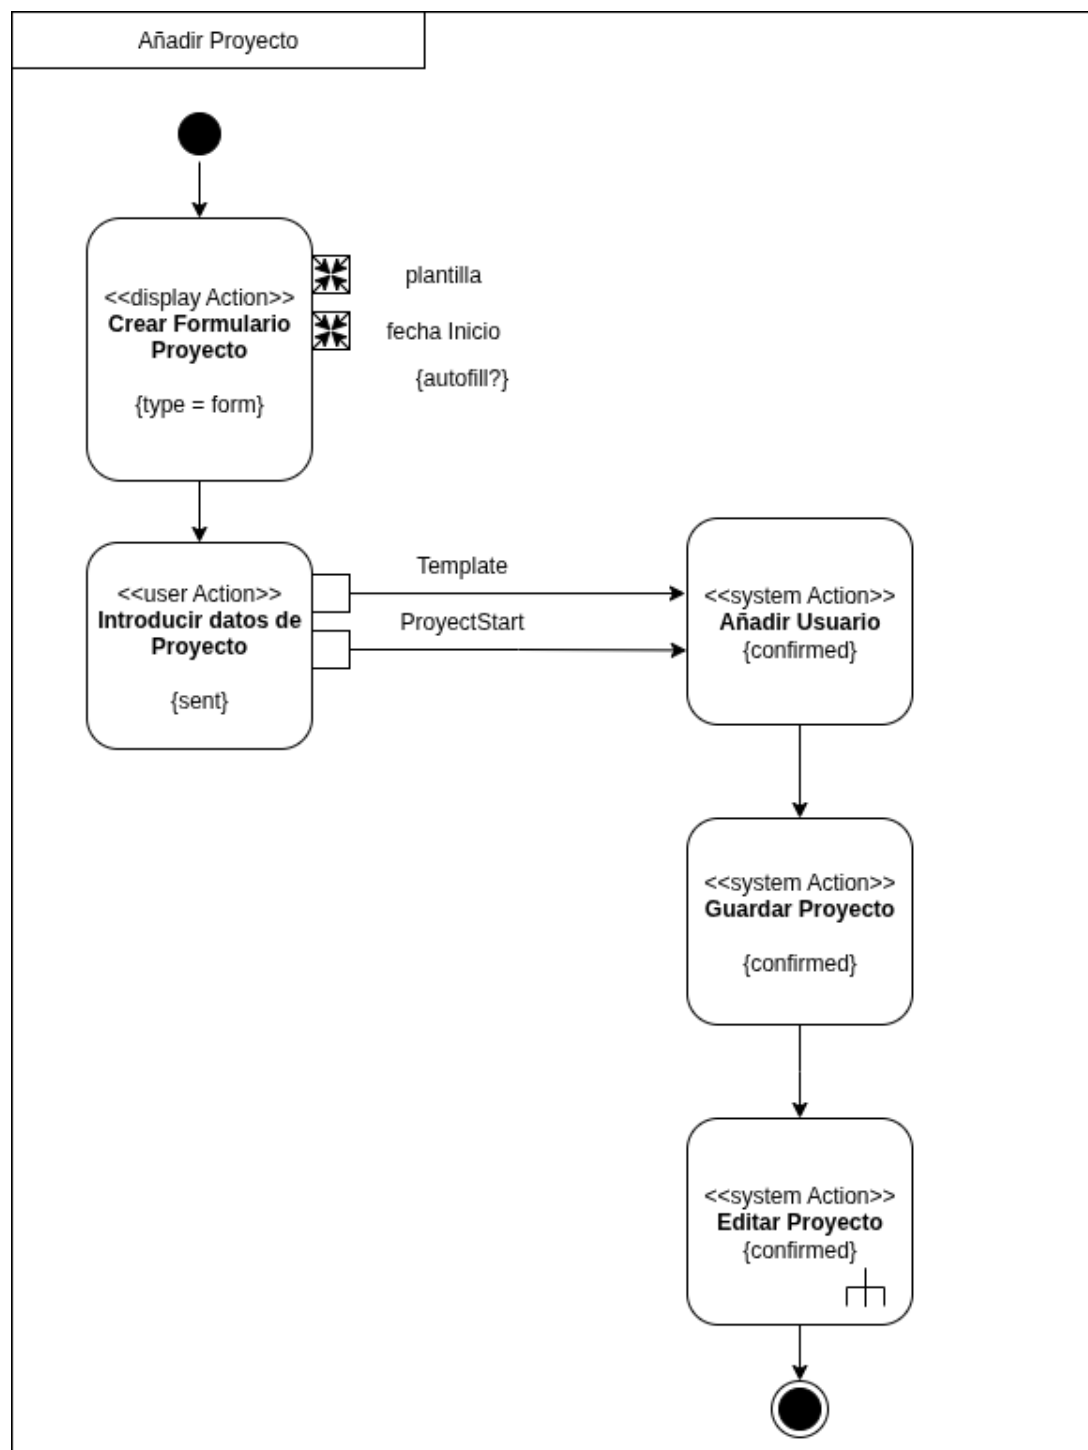 Añadir Proyecto
<<display Action>>
Crear Formulario
Proyecto
{type = form}
plantilla
fecha Inicio
{autofill?}
<<user Action>>
Introducir datos de
Proyecto
{sent}
Template
ProyectStart
<<system Action>>
Añadir Usuario
{confirmed}
<<system Action>>
Guardar Proyecto
{confirmed}
<<system Action>>
Editar Proyecto
{confirmed}